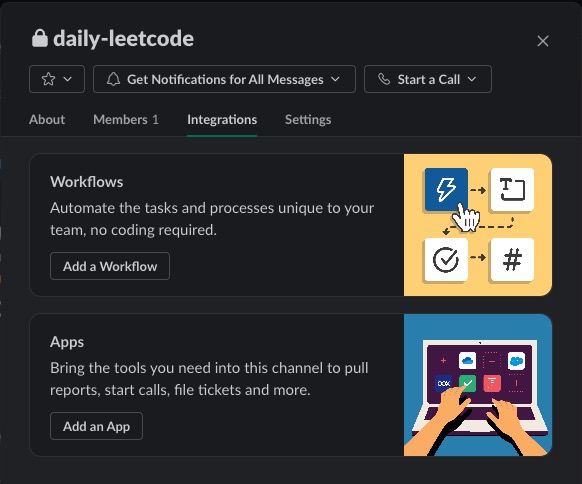 daily-leetcode
Get Notifications for All Messages
Start a Call
About
Members 1
Integrations
Settings
Workflows
Automate the tasks and processes unique to your
team, no coding required.
Add a Workflow
T
#
Apps
Bring the tools you need into this channel to pull
reports, start calls, file tickets and more.
Add an App